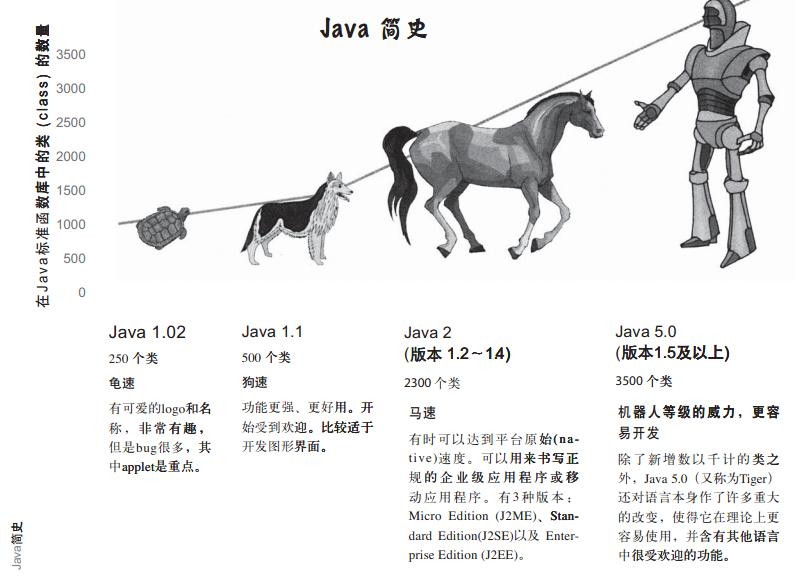 Java 简史
在Java标准函数库中的类 (class) 的数量
3500
3000
2500
2000
1500
1000
500
0
Java 1.02
250 个类
龟速
有可爱的logo和名
称，非常有趣，
但是bug很多，其
中applet是重点。
Java 1.1
500 个类
狗速
功能更强、更好用。开
始受到欢迎。比较适于
开发图形界面。
Java 2
(版本 1.2～1.4)
2300 个类
马速
有时可以达到平台原始(na-
tive)速度。可以用来书写正
规的企业级应用程序或移
动应用程序。有3种版本：
Micro Edition (J2ME)、Stan-
dard Edition(J2SE)以及 Enter-
prise Edition (J2EE)。
Java 5.0
(版本1.5及以上)
3500 个类
机器人等级的威力，更容
易开发
除了新增数以千计的类之
外，Java 5.0（又称为Tiger）
还对语言本身作了许多重大
的改变，使得它在理论上更
容易使用，并含有其他语言
中很受欢迎的功能。
Java简史